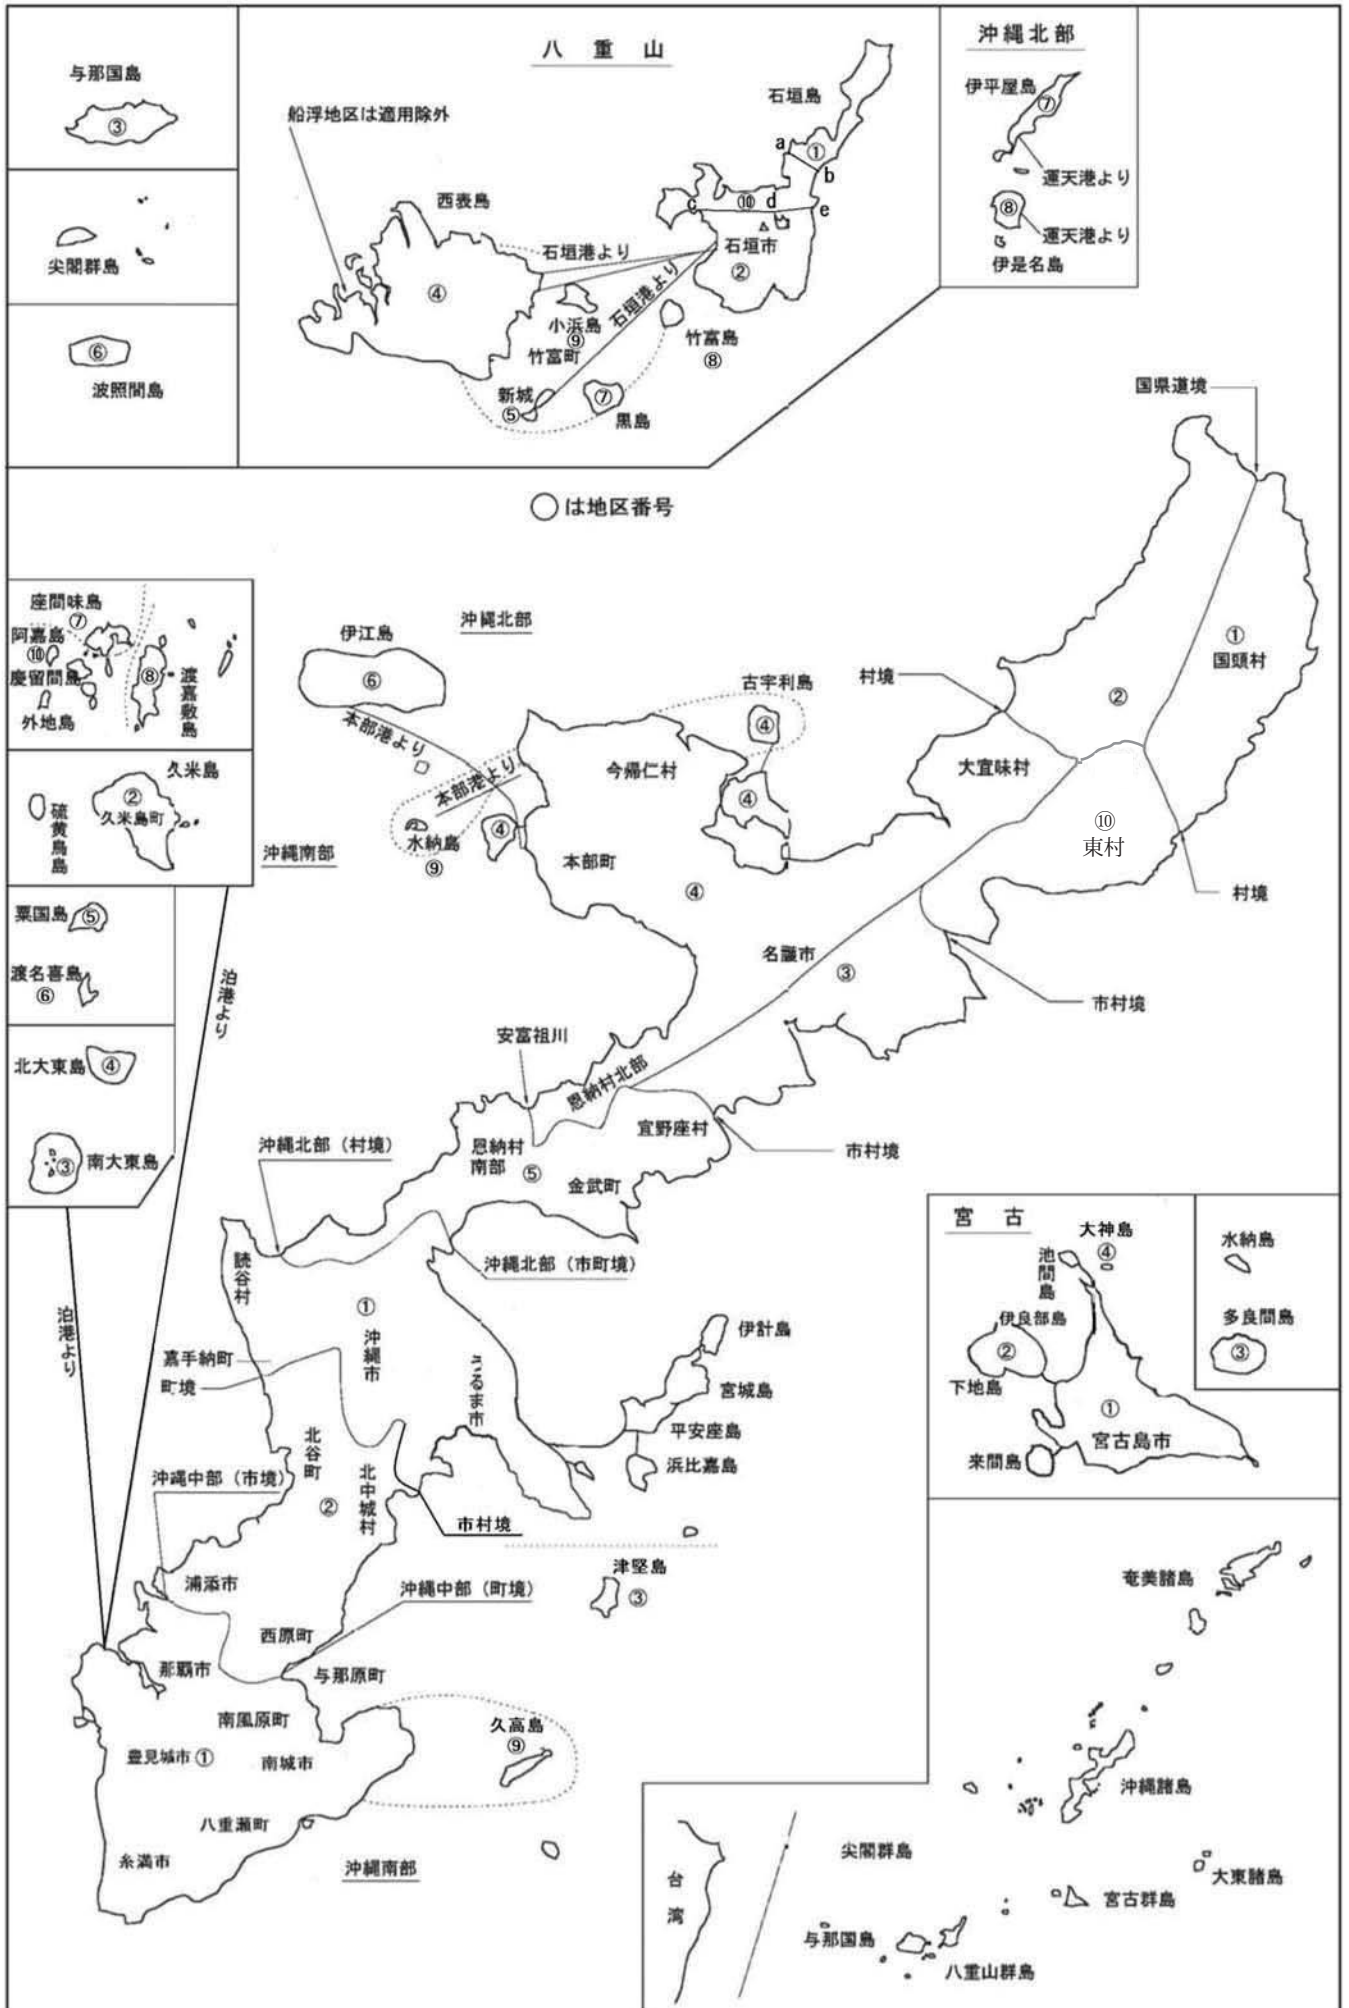 与那国島
③
尖閣群島
⑥
波照間島
八重山
船浮地区は適用除外
西表島
石垣島
a
①
b
c
⑩
d
e
石垣市
②
④
石垣港より
石垣港より
小浜島
⑨
竹富町
竹富島
⑧
新城
⑤
⑦
黒島
沖縄北部
伊平屋島
⑦
運天港より
⑧
運天港より
伊是名島
○は地区番号
国県道境
①
国頭村
②
村境
大宜味村
⑩
東村
村境
沖縄北部
伊江島
⑥
本部港より
本部港より
水納島
⑨
④
古宇利島
④
今帰仁村
④
本部町
④
名護市
③
市村境
安富祖川
恩納村北部
宜野座村
市村境
恩納村
南部
⑤
金武町
沖縄北部（村境）
沖縄北部（市町境）
座間味島
⑦
阿嘉島
⑩
慶留間島
外地島
⑧
渡嘉敷島
久米島
②
久米島町
硫黄鳥島
沖縄南部
粟国島
⑤
渡名喜島
⑥
北大東島
④
③
南大東島
泊港より
泊港より
読谷村
①
沖縄市
嘉手納町
町境
うるま市
伊計島
宮城島
平安座島
浜比嘉島
北谷町
②
北中城村
市村境
沖縄中部（市境）
津堅島
③
浦添市
沖縄中部（町境）
西原町
那覇市
与那原町
南風原町
豊見城市①
南城市
久高島
⑨
八重瀬町
糸満市
沖縄南部
宮古
大神島
④
池間島
伊良部島
②
下地島
①
宮古島市
来間島
水納島
多良間島
③
奄美諸島
沖縄諸島
大東諸島
宮古群島
尖閣群島
台湾
与那国島
八重山群島